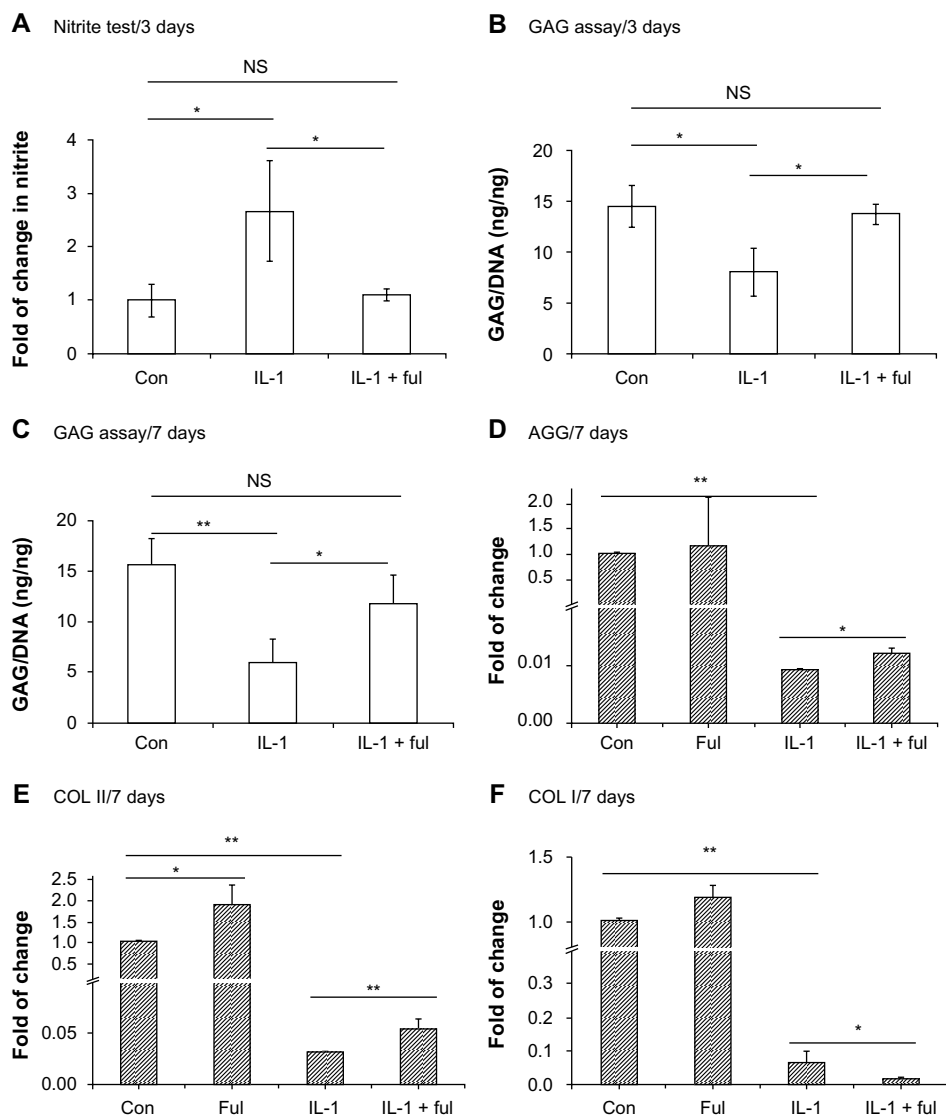 A Nitrite test/3 days
NS
*
*
Fold of change in nitrite
4
3
2
1
0
Con IL-1 IL-1 + ful
B GAG assay/3 days
NS
*
*
GAG/DNA (ng/ng)
20
15
10
5
0
Con IL-1 IL-1 + ful
C GAG assay/7 days
NS
**
*
GAG/DNA (ng/ng)
20
15
10
5
0
Con IL-1 IL-1 + ful
D AGG/7 days
**
*
Fold of change
2.0
1.5
1.0
0.5
0.01
0.00
Con Ful IL-1 IL-1 + ful
E COL II/7 days
**
*
**
Fold of change
2.5
2.0
1.5
1.0
0.5
0.05
0.00
Con Ful IL-1 IL-1 + ful
F COL I/7 days
**
*
Fold of change
1.5
1.0
0.3
0.2
0.1
0.0
Con Ful IL-1 IL-1 + ful